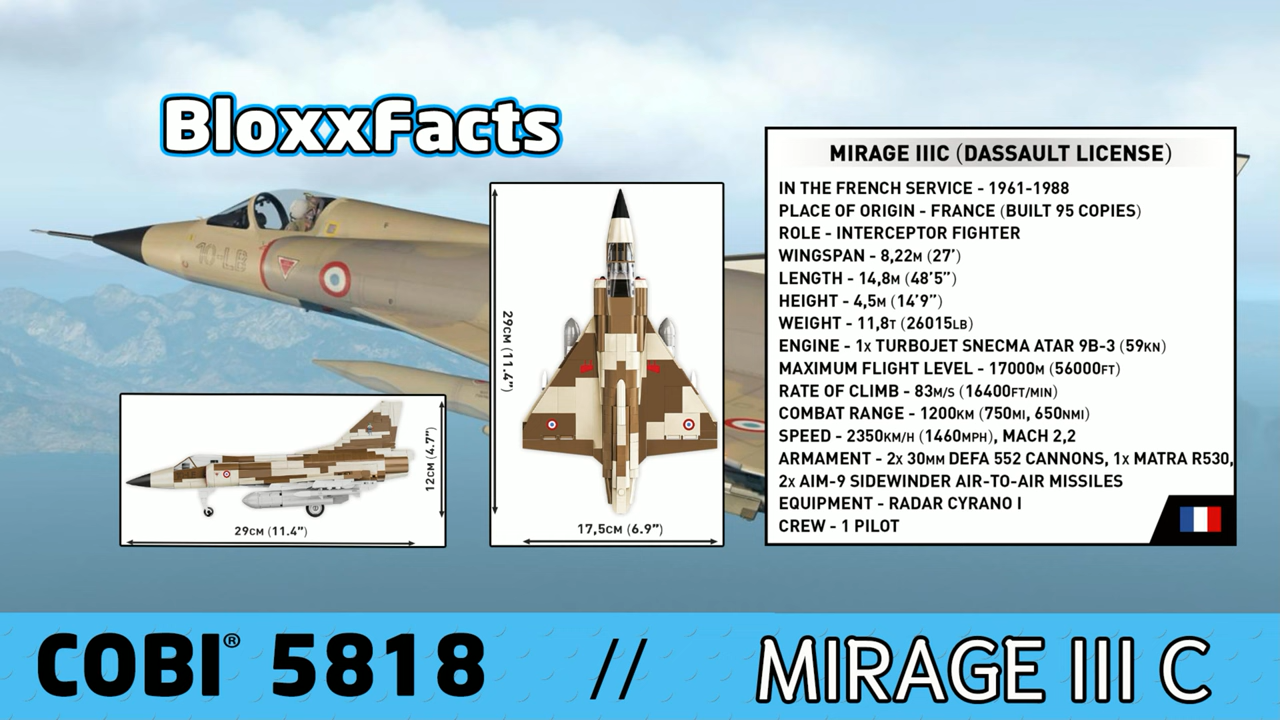 BloxxFacts
10-LB
29CM (11.4")
12CM (4.7")
29CM (11.4")
17,5CM (6.9")
MIRAGE IIIC (DASSAULT LICENSE)
IN THE FRENCH SERVICE - 1961-1988
PLACE OF ORIGIN - FRANCE (BUILT 95 COPIES)
ROLE - INTERCEPTOR FIGHTER
WINGSPAN - 8,22M (27')
LENGTH - 14,8M (48'5")
HEIGHT - 4,5M (14'9")
WEIGHT - 11,8T (26015LB)
ENGINE - 1X TURBOJET SNECMA ATAR 9B-3 (59KN)
MAXIMUM FLIGHT LEVEL - 17000M (56000FT)
RATE OF CLIMB - 83M/S (16400FT/MIN)
COMBAT RANGE - 1200KM (750MI, 650NMI)
SPEED - 2350KM/H (1460MPH), MACH 2,2
ARMAMENT - 2X 30MM DEFA 552 CANNONS, 1X MATRA R530,
2X AIM-9 SIDEWINDER AIR-TO-AIR MISSILES
EQUIPMENT - RADAR CYRANO I
CREW - 1 PILOT
COBI® 5818 // MIRAGE III C